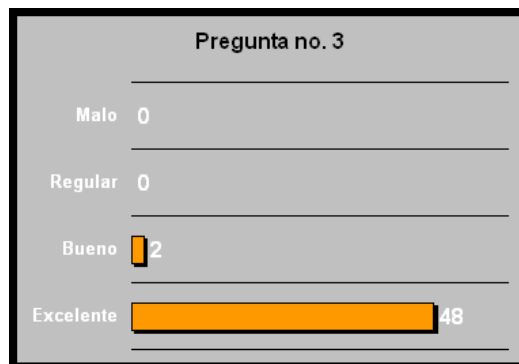 Pregunta no. 3
Malo 0
Regular 0
Bueno 2
Excelente 48